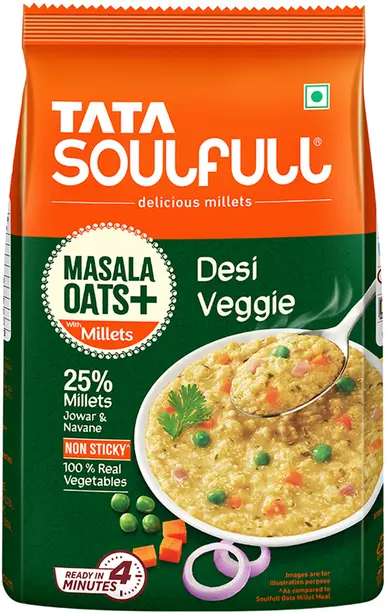 TATA
SOULFULL®
delicious millets
MASALA
OATS+
With
Millets
Desi
Veggie
25%
Millets
Jowar &
Navane
NON STICKY^
100% Real
Vegetables
READY IN
4
MINUTES
Images are for
illustration purpose
^As compared to
Soulfull Oats Millet Meal